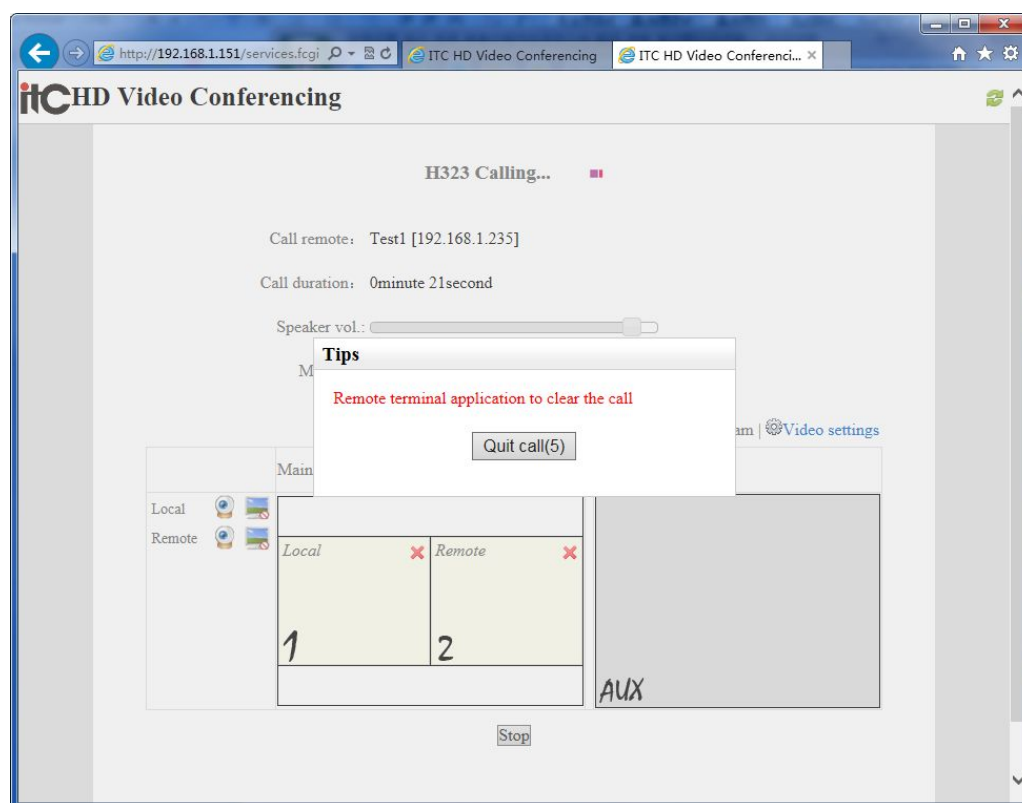 http://192.168.1.151/services.fcgi
ITC HD Video Conferencing
ITC HD Video Conferenci...
itC HD Video Conferencing
H323 Calling...
Call remote: Test1 [192.168.1.235]
Call duration: 0minute 21second
Speaker vol.:
Tips
M
Remote terminal application to clear the call
am | Video settings
Quit call(5)
Main
Local
Remote
Local Remote
1 2
AUX
Stop